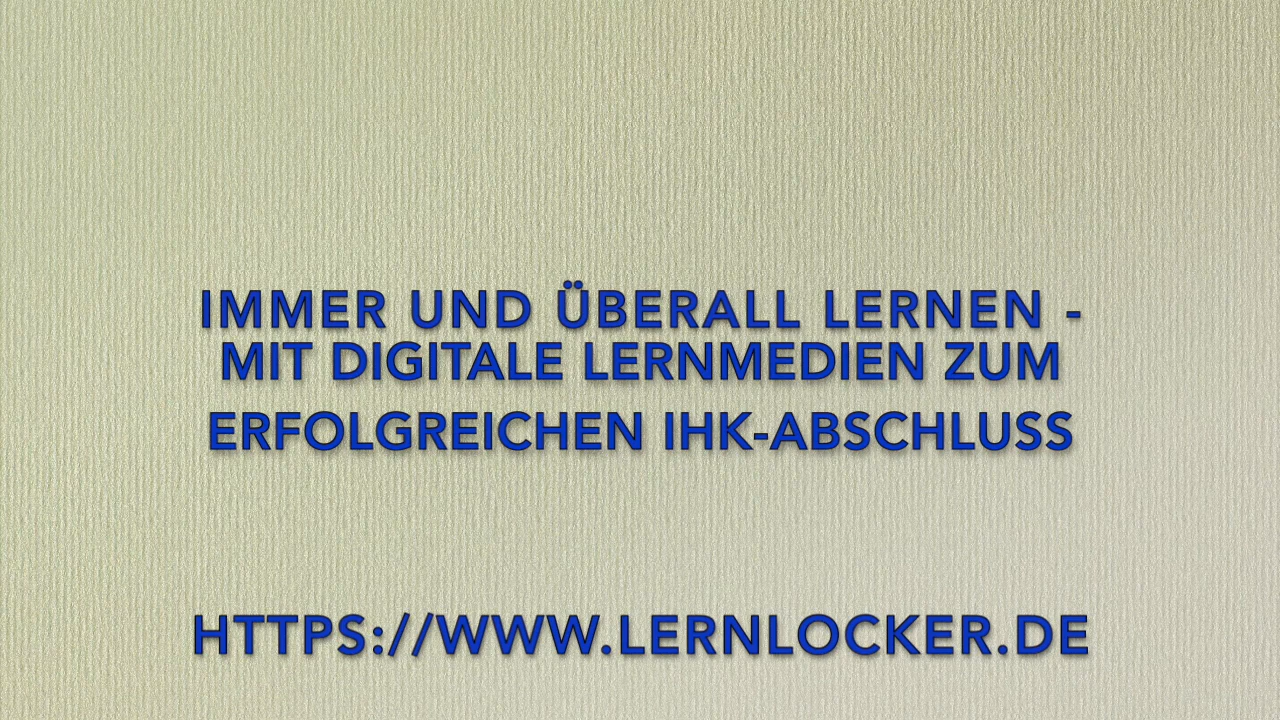 IMMER UND ÜBERALL LERNEN -
MIT DIGITALE LERNMEDIEN ZUM
ERFOLGREICHEN IHK-ABSCHLUSS
HTTPS://WWW.LERNLOCKER.DE